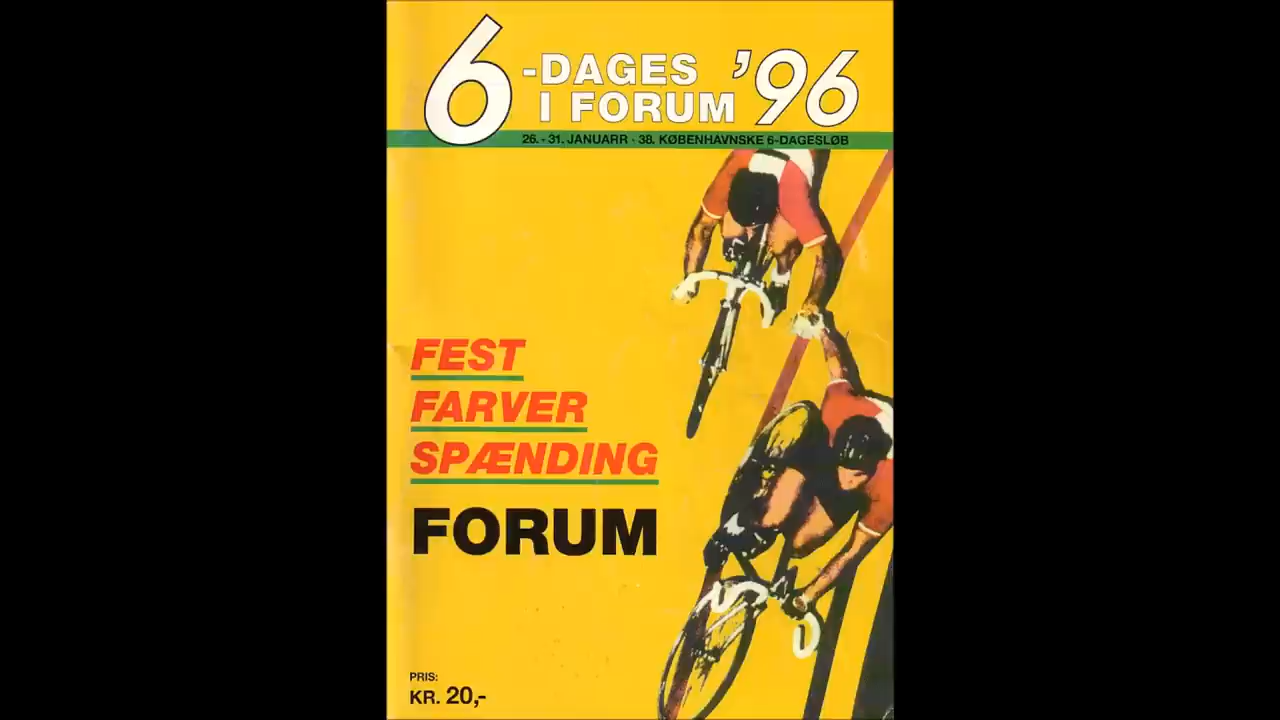 6-DAGES '96
I FORUM
26.-31. JANUARR · 38. KØBENHAVNSKE 6-DAGESLØB
FEST
FARVER
SPÆNDING
FORUM
PRIS:
KR. 20,-